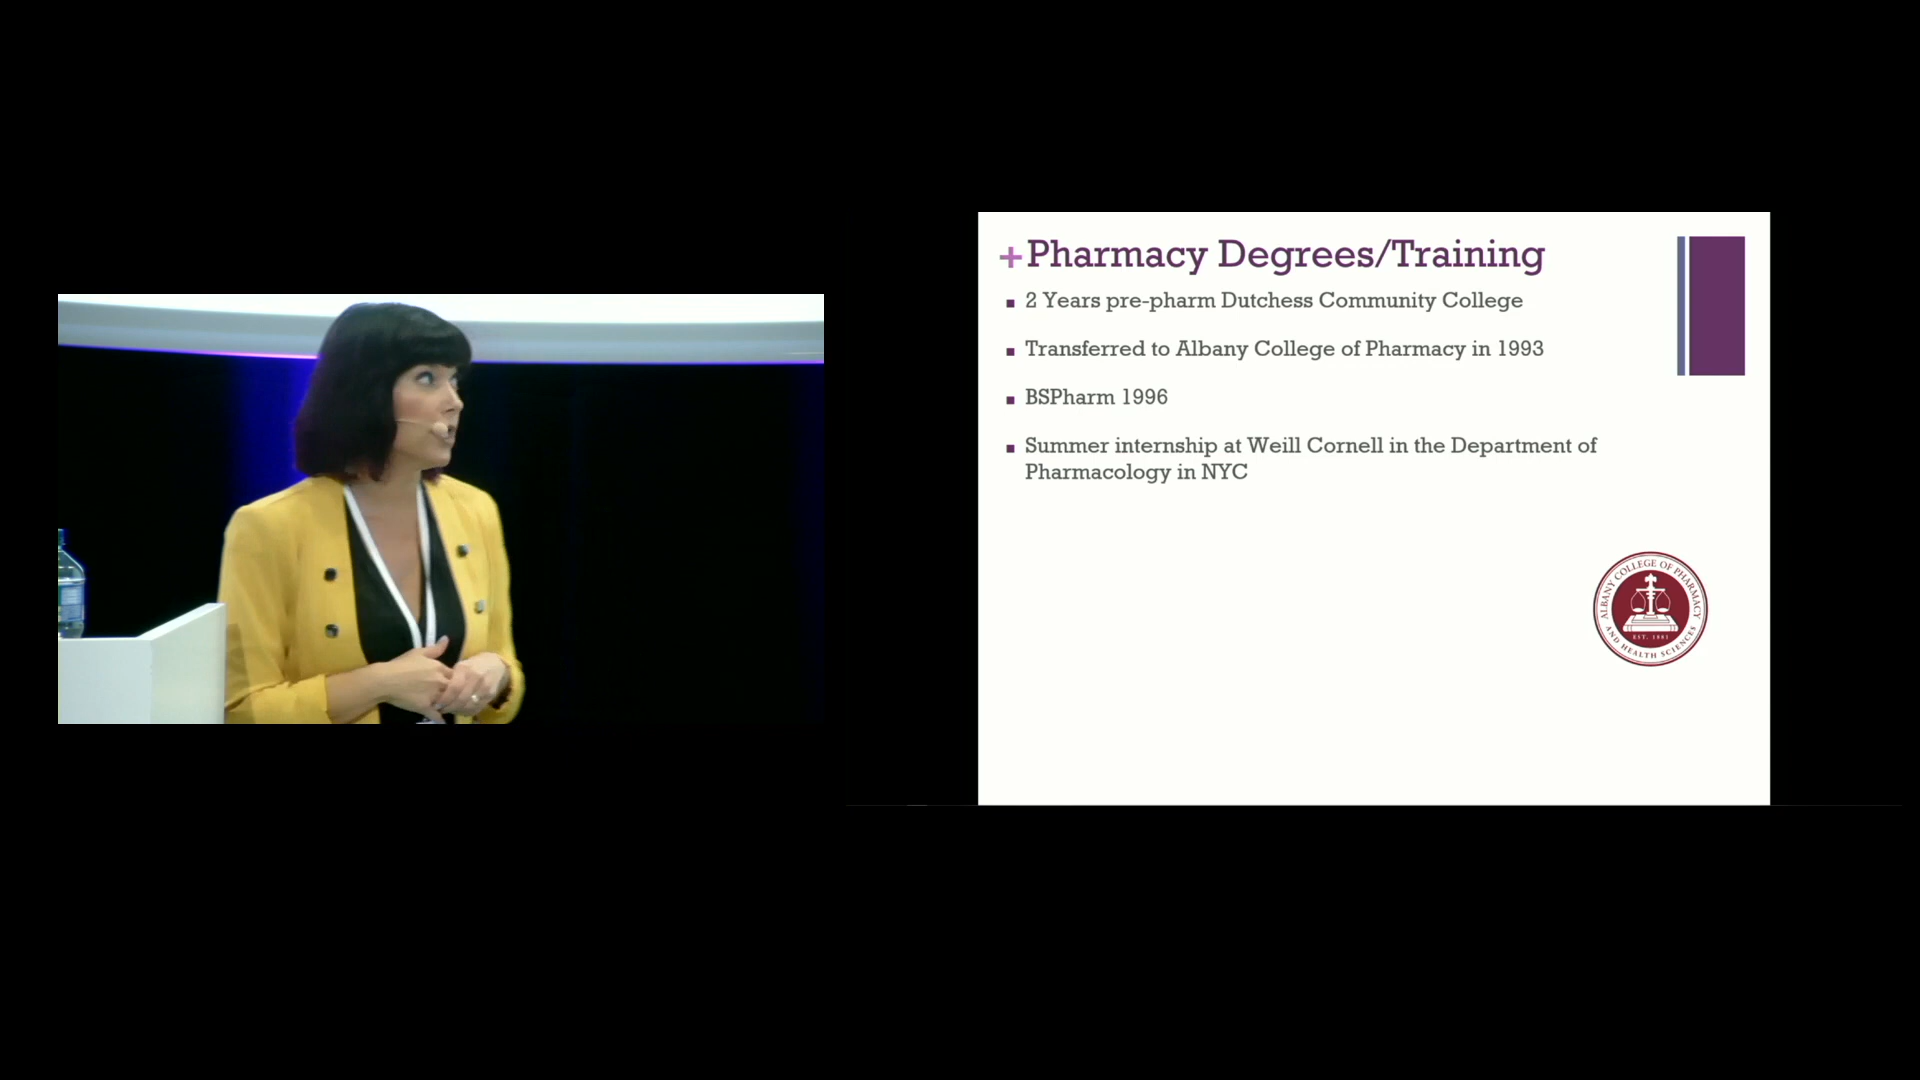 +Pharmacy Degrees/Training
▪ 2 Years pre-pharm Dutchess Community College
▪ Transferred to Albany College of Pharmacy in 1993
▪ BSPharm 1996
▪ Summer internship at Weill Cornell in the Department of
Pharmacology in NYC
ALBANY COLLEGE OF PHARMACY
AND HEALTH SCIENCES
EST. 1881